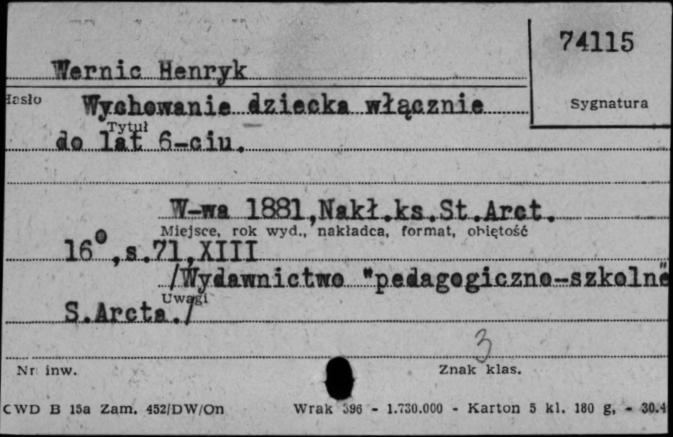 74115
Wernic Henryk
Hasło Wychowanie dziecka włącznie
Sygnatura
Tytuł
do lat 6-ciu.
W-wa 1881,Nakł.ks.St.Arct.
Miejsce, rok wyd., nakładca, format, objętość
16°,s.71,XIII
/Wydawnictwo "pedagogiczno-szkolne
Uwagi
S.Arcta./
3
Nr inw.
Znak klas.
CWD B 15a Zam. 452/DW/On Wrak 396 - 1.730.000 - Karton 5 kl. 180 g. - 30.4